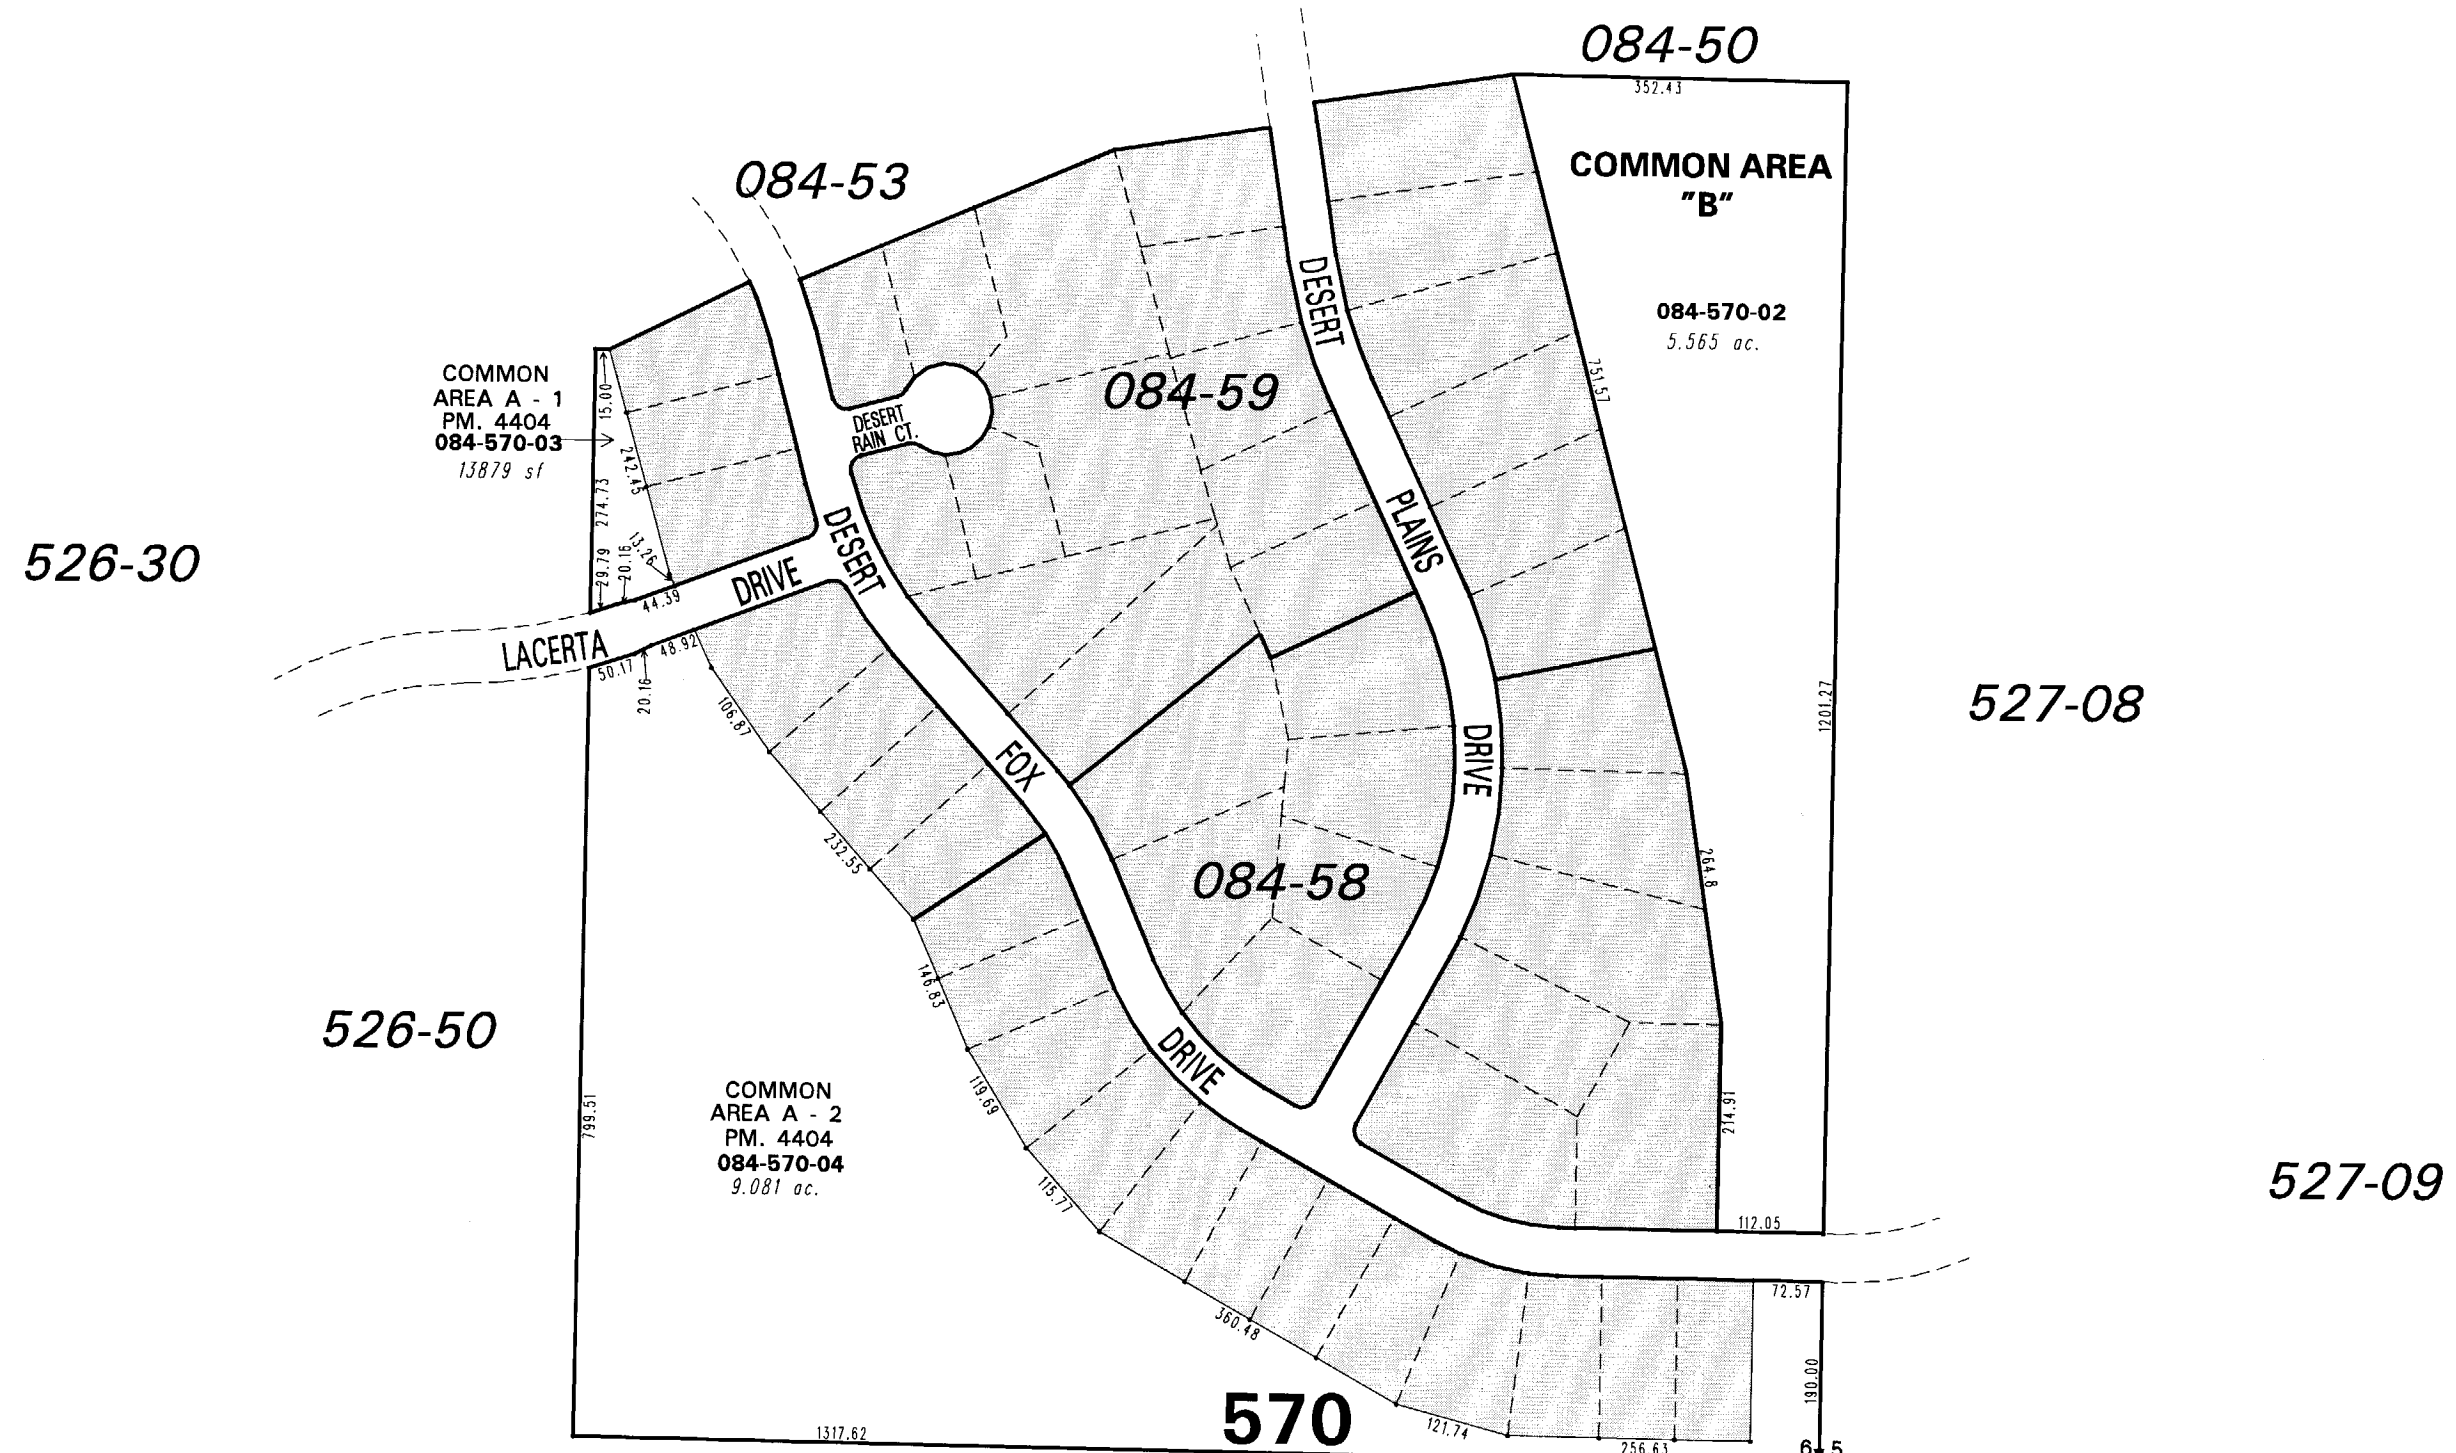 084-50
352.43
COMMON AREA
"B"
084-570-02
5.565 ac.
084-53
COMMON
AREA A - 1
PM. 4404
084-570-03
13879 sf
15.00
242.45
274.73
29.79
20.16
13.26
44.39
526-30
LACERTA
DRIVE
50.17
20.16
48.92
DESERT
RAIN CT.
084-59
DESERT
PLAINS
DRIVE
751.57
DESERT
FOX
DRIVE
106.87
232.55
084-58
527-08
1201.27
264.8
526-50
146.83
119.69
115.77
799.51
COMMON
AREA A - 2
PM. 4404
084-570-04
9.081 ac.
214.91
527-09
112.05
72.57
360.48
190.00
570
121.74
256.63
1317.62